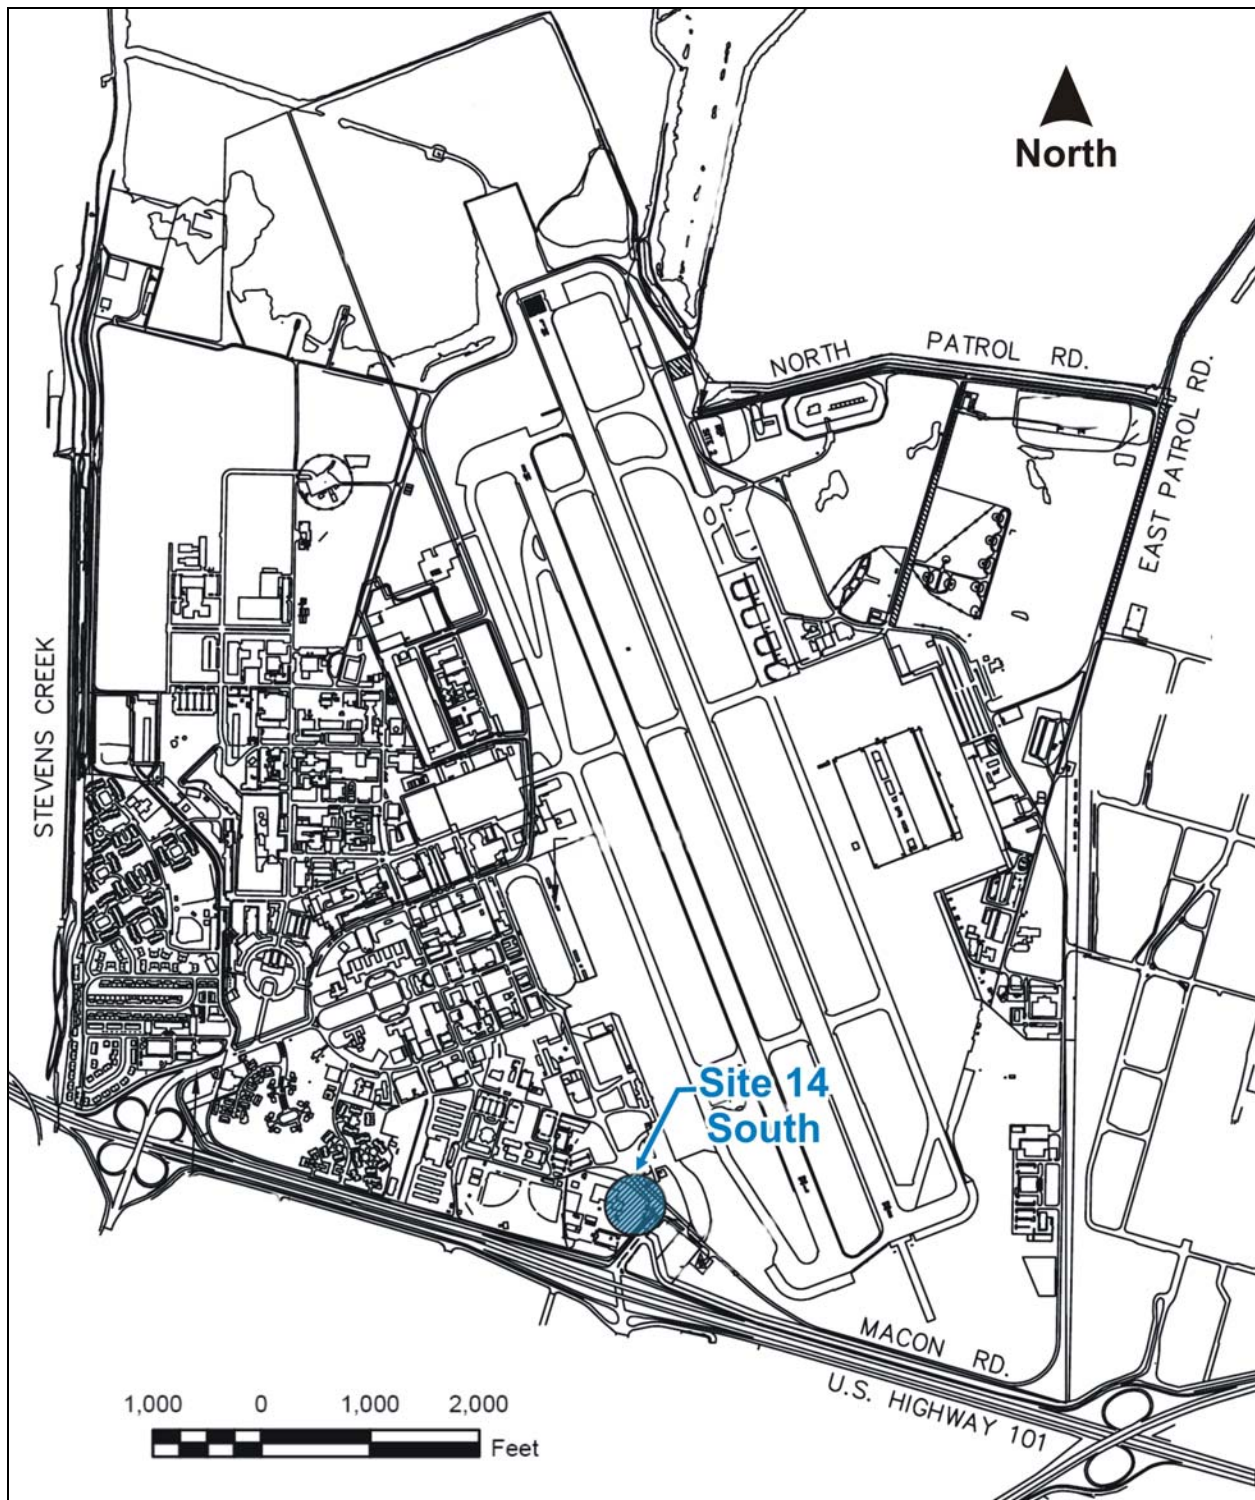 North
NORTH PATROL RD.
EAST PATROL RD.
STEVENS CREEK
Site 14
South
MACON RD.
U.S. HIGHWAY 101
1,000 0 1,000 2,000
Feet